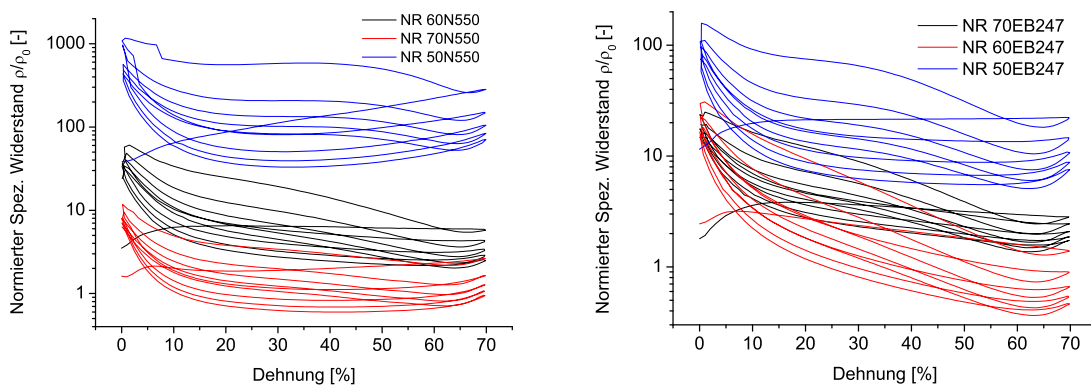 NR 60N550
NR 70N550
NR 50N550
1000
100
10
1
0 10 20 30 40 50 60 70
Dehnung [%]
Normierter Spez. Widerstand ρ/ρ0 [-]
NR 70EB247
NR 60EB247
NR 50EB247
100
10
1
0 10 20 30 40 50 60 70
Dehnung [%]
Normierter Spez. Widerstand ρ/ρ0 [-]